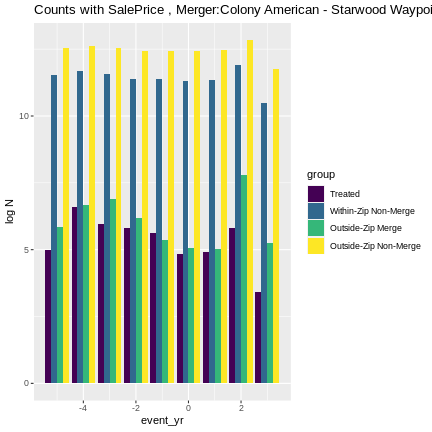 Counts with SalePrice , Merger:Colony American - Starwood Waypoi
10
5
0
log N
-4
-2
0
2
event_yr
group
Treated
Within-Zip Non-Merge
Outside-Zip Merge
Outside-Zip Non-Merge